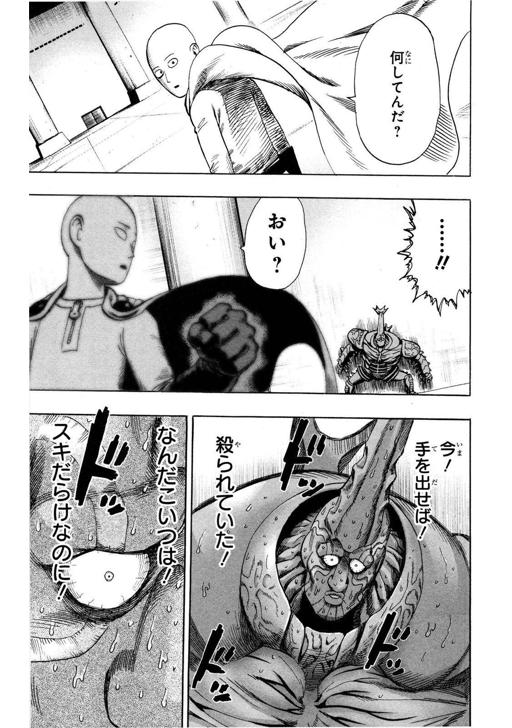 何してんだ?
……!!
おい?
今!
手を出せば!
殺られていた!
ドドッ
ドドッ
なんだこいつは!
スキだらけなのに!
ドドッ